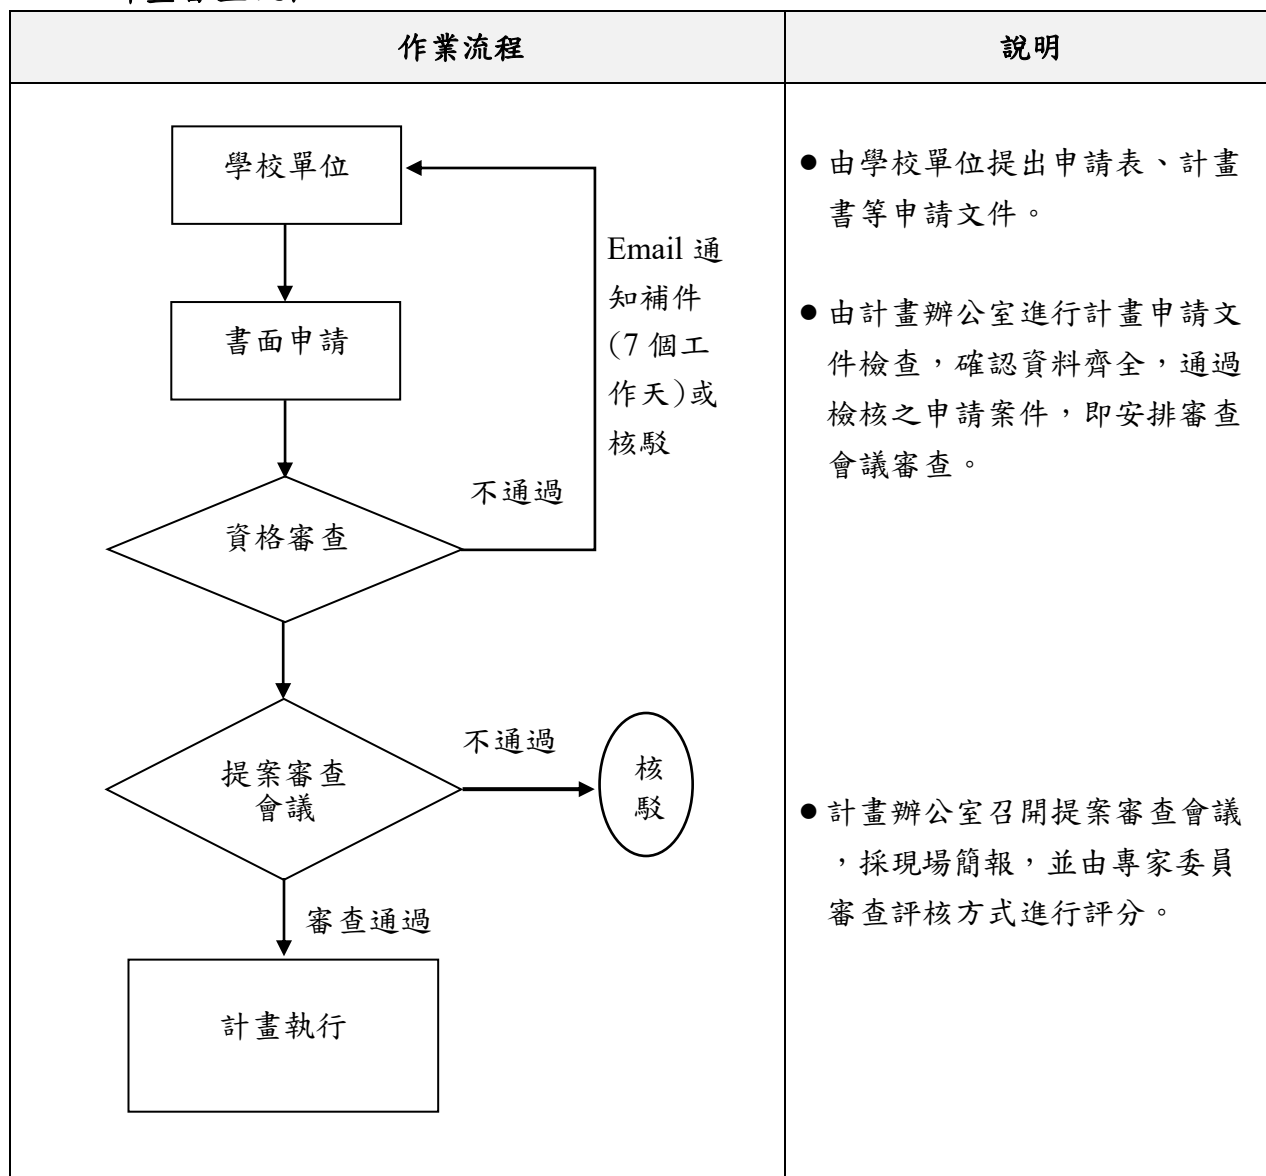 作業流程
說明
學校單位
書面申請
資格審查
不通過
Email 通
知補件
(7 個工
作天)或
核駁
提案審查
會議
不通過
核
駁
審查通過
計畫執行
●由學校單位提出申請表、計畫
書等申請文件。
●由計畫辦公室進行計畫申請文
件檢查,確認資料齊全,通過
檢核之申請案件,即安排審查
會議審查。
●計畫辦公室召開提案審查會議
,採現場簡報,並由專家委員
審查評核方式進行評分。